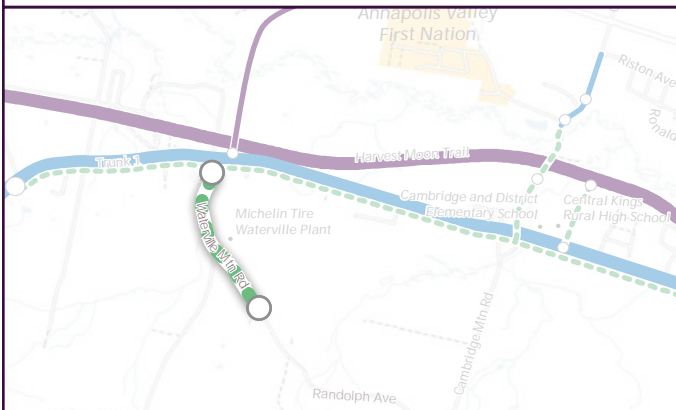 Annapolis Valley
First Nation
Riston Ave
Ronald
Trunk 1
Harvest Moon Trail
Cambridge and District
Elementary School
Central Kings
Rural High School
Michelin Tire
Waterville Plant
Waterville Mtn Rd
Cambridge Mtn Rd
Randolph Ave